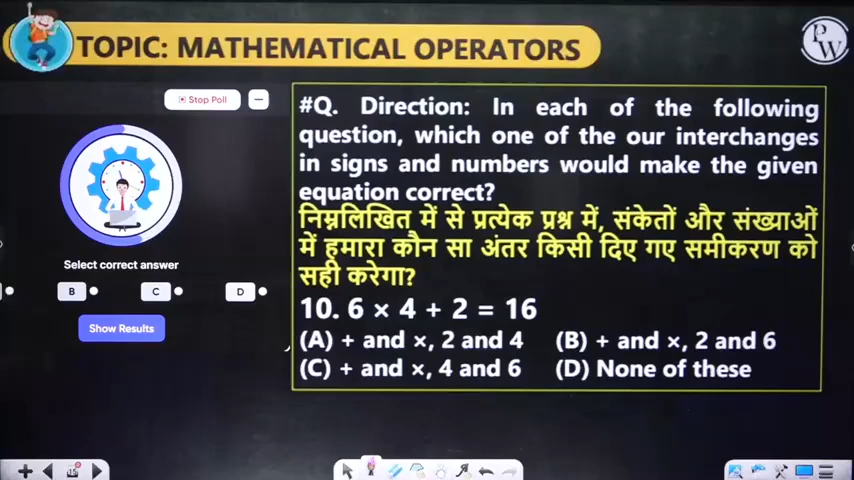 TOPIC: MATHEMATICAL OPERATORS
PW
Stop Poll
#Q. Direction: In each of the following
question, which one of the our interchanges
in signs and numbers would make the given
equation correct?
निम्नलिखित में से प्रत्येक प्रश्न में, संकेतों और संख्याओं
में हमारा कौन सा अंतर किसी दिए गए समीकरण को
सही करेगा?
10. 6 × 4 + 2 = 16
(A) + and ×, 2 and 4 (B) + and ×, 2 and 6
(C) + and ×, 4 and 6 (D) None of these
Select correct answer
B C D
Show Results